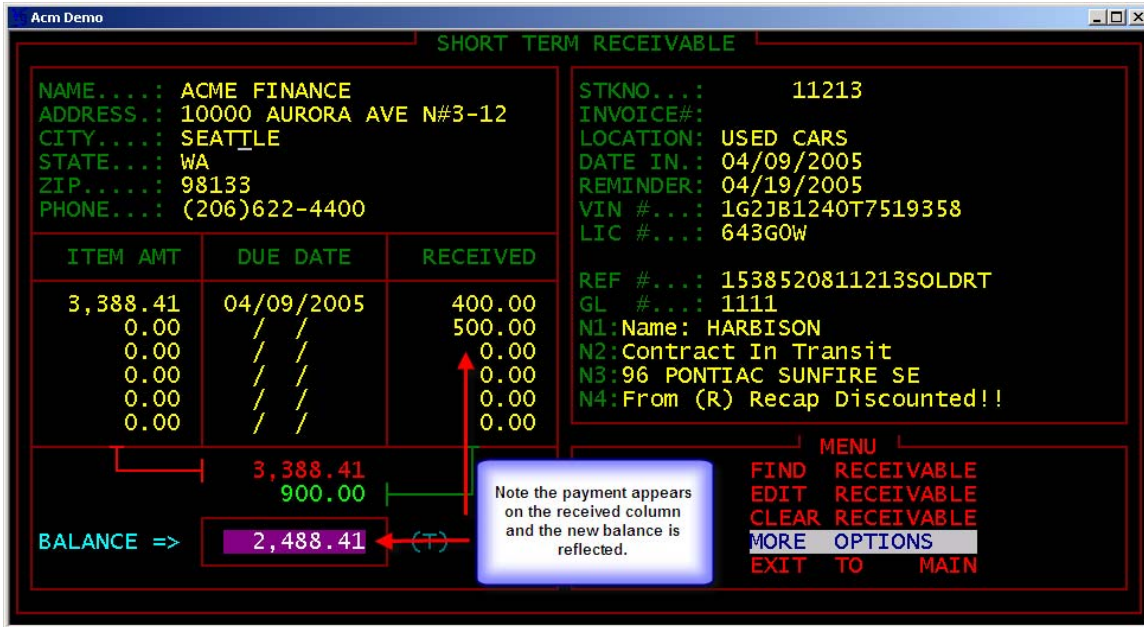 Acm Demo
SHORT TERM RECEIVABLE
NAME....: ACME FINANCE
ADDRESS.: 10000 AURORA AVE N#3-12
CITY....: SEATTLE
STATE...: WA
ZIP.....: 98133
PHONE...: (206)622-4400
STKNO...: 11213
INVOICE#:
LOCATION: USED CARS
DATE IN.: 04/09/2005
REMINDER: 04/19/2005
VIN #...: 1G2JB1240T7519358
LIC #...: 643GOW
REF #...: 1538520811213SOLDRT
GL #...: 1111
N1:Name: HARBISON
N2:Contract In Transit
N3:96 PONTIAC SUNFIRE SE
N4:From (R) Recap Discounted!!
ITEM AMT DUE DATE RECEIVED
3,388.41 04/09/2005 400.00
0.00 / / 500.00
0.00 / / 0.00
0.00 / / 0.00
0.00 / / 0.00
0.00 / / 0.00
3,388.41
900.00
BALANCE => 2,488.41 (T)
Note the payment appears
on the received column
and the new balance is
reflected.
MENU
FIND RECEIVABLE
EDIT RECEIVABLE
CLEAR RECEIVABLE
MORE OPTIONS
EXIT TO MAIN